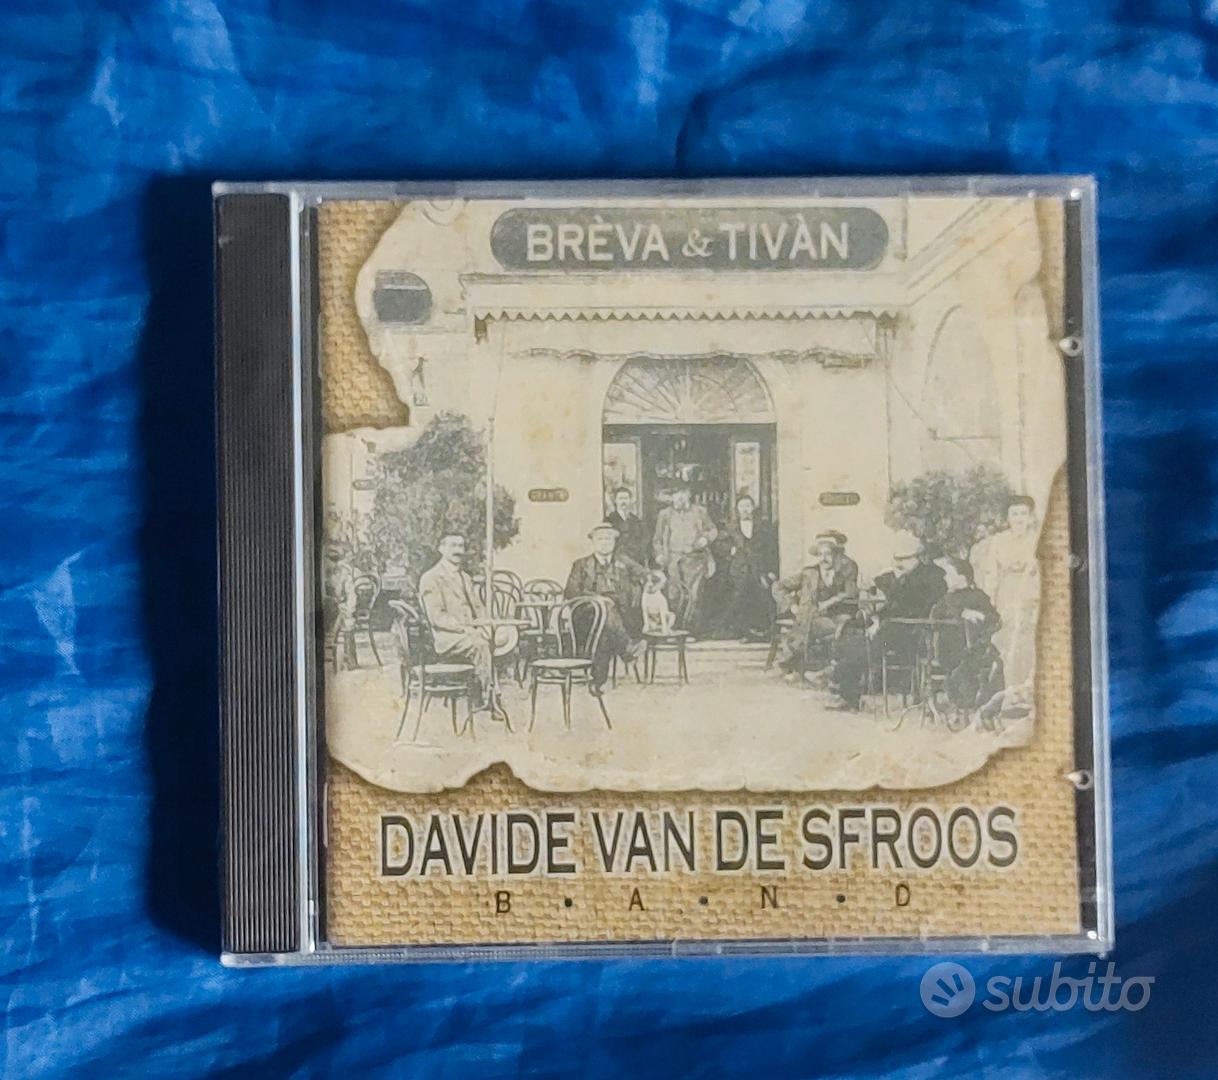 BRÈVA & TIVÀN
DAVIDE VAN DE SFROOS
B • A • N • D
subito